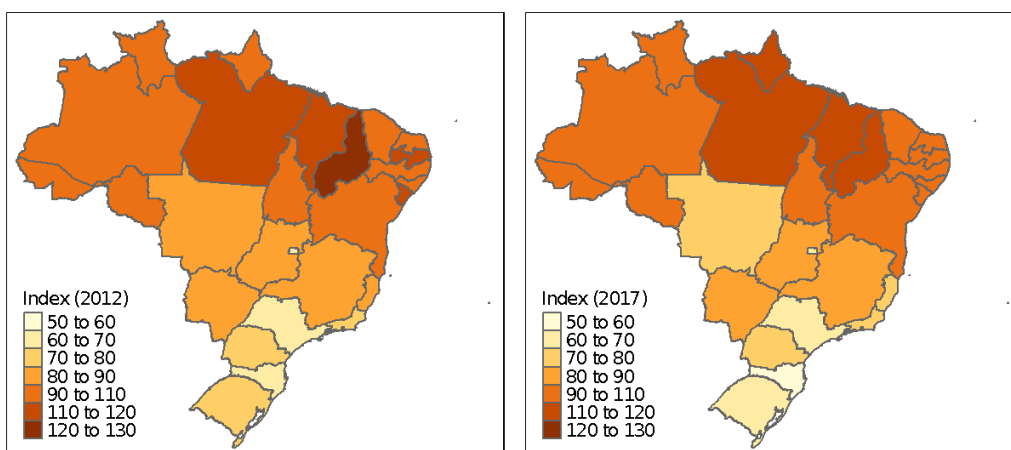 Index (2012)
50 to 60
60 to 70
70 to 80
80 to 90
90 to 110
110 to 120
120 to 130
Index (2017)
50 to 60
60 to 70
70 to 80
80 to 90
90 to 110
110 to 120
120 to 130